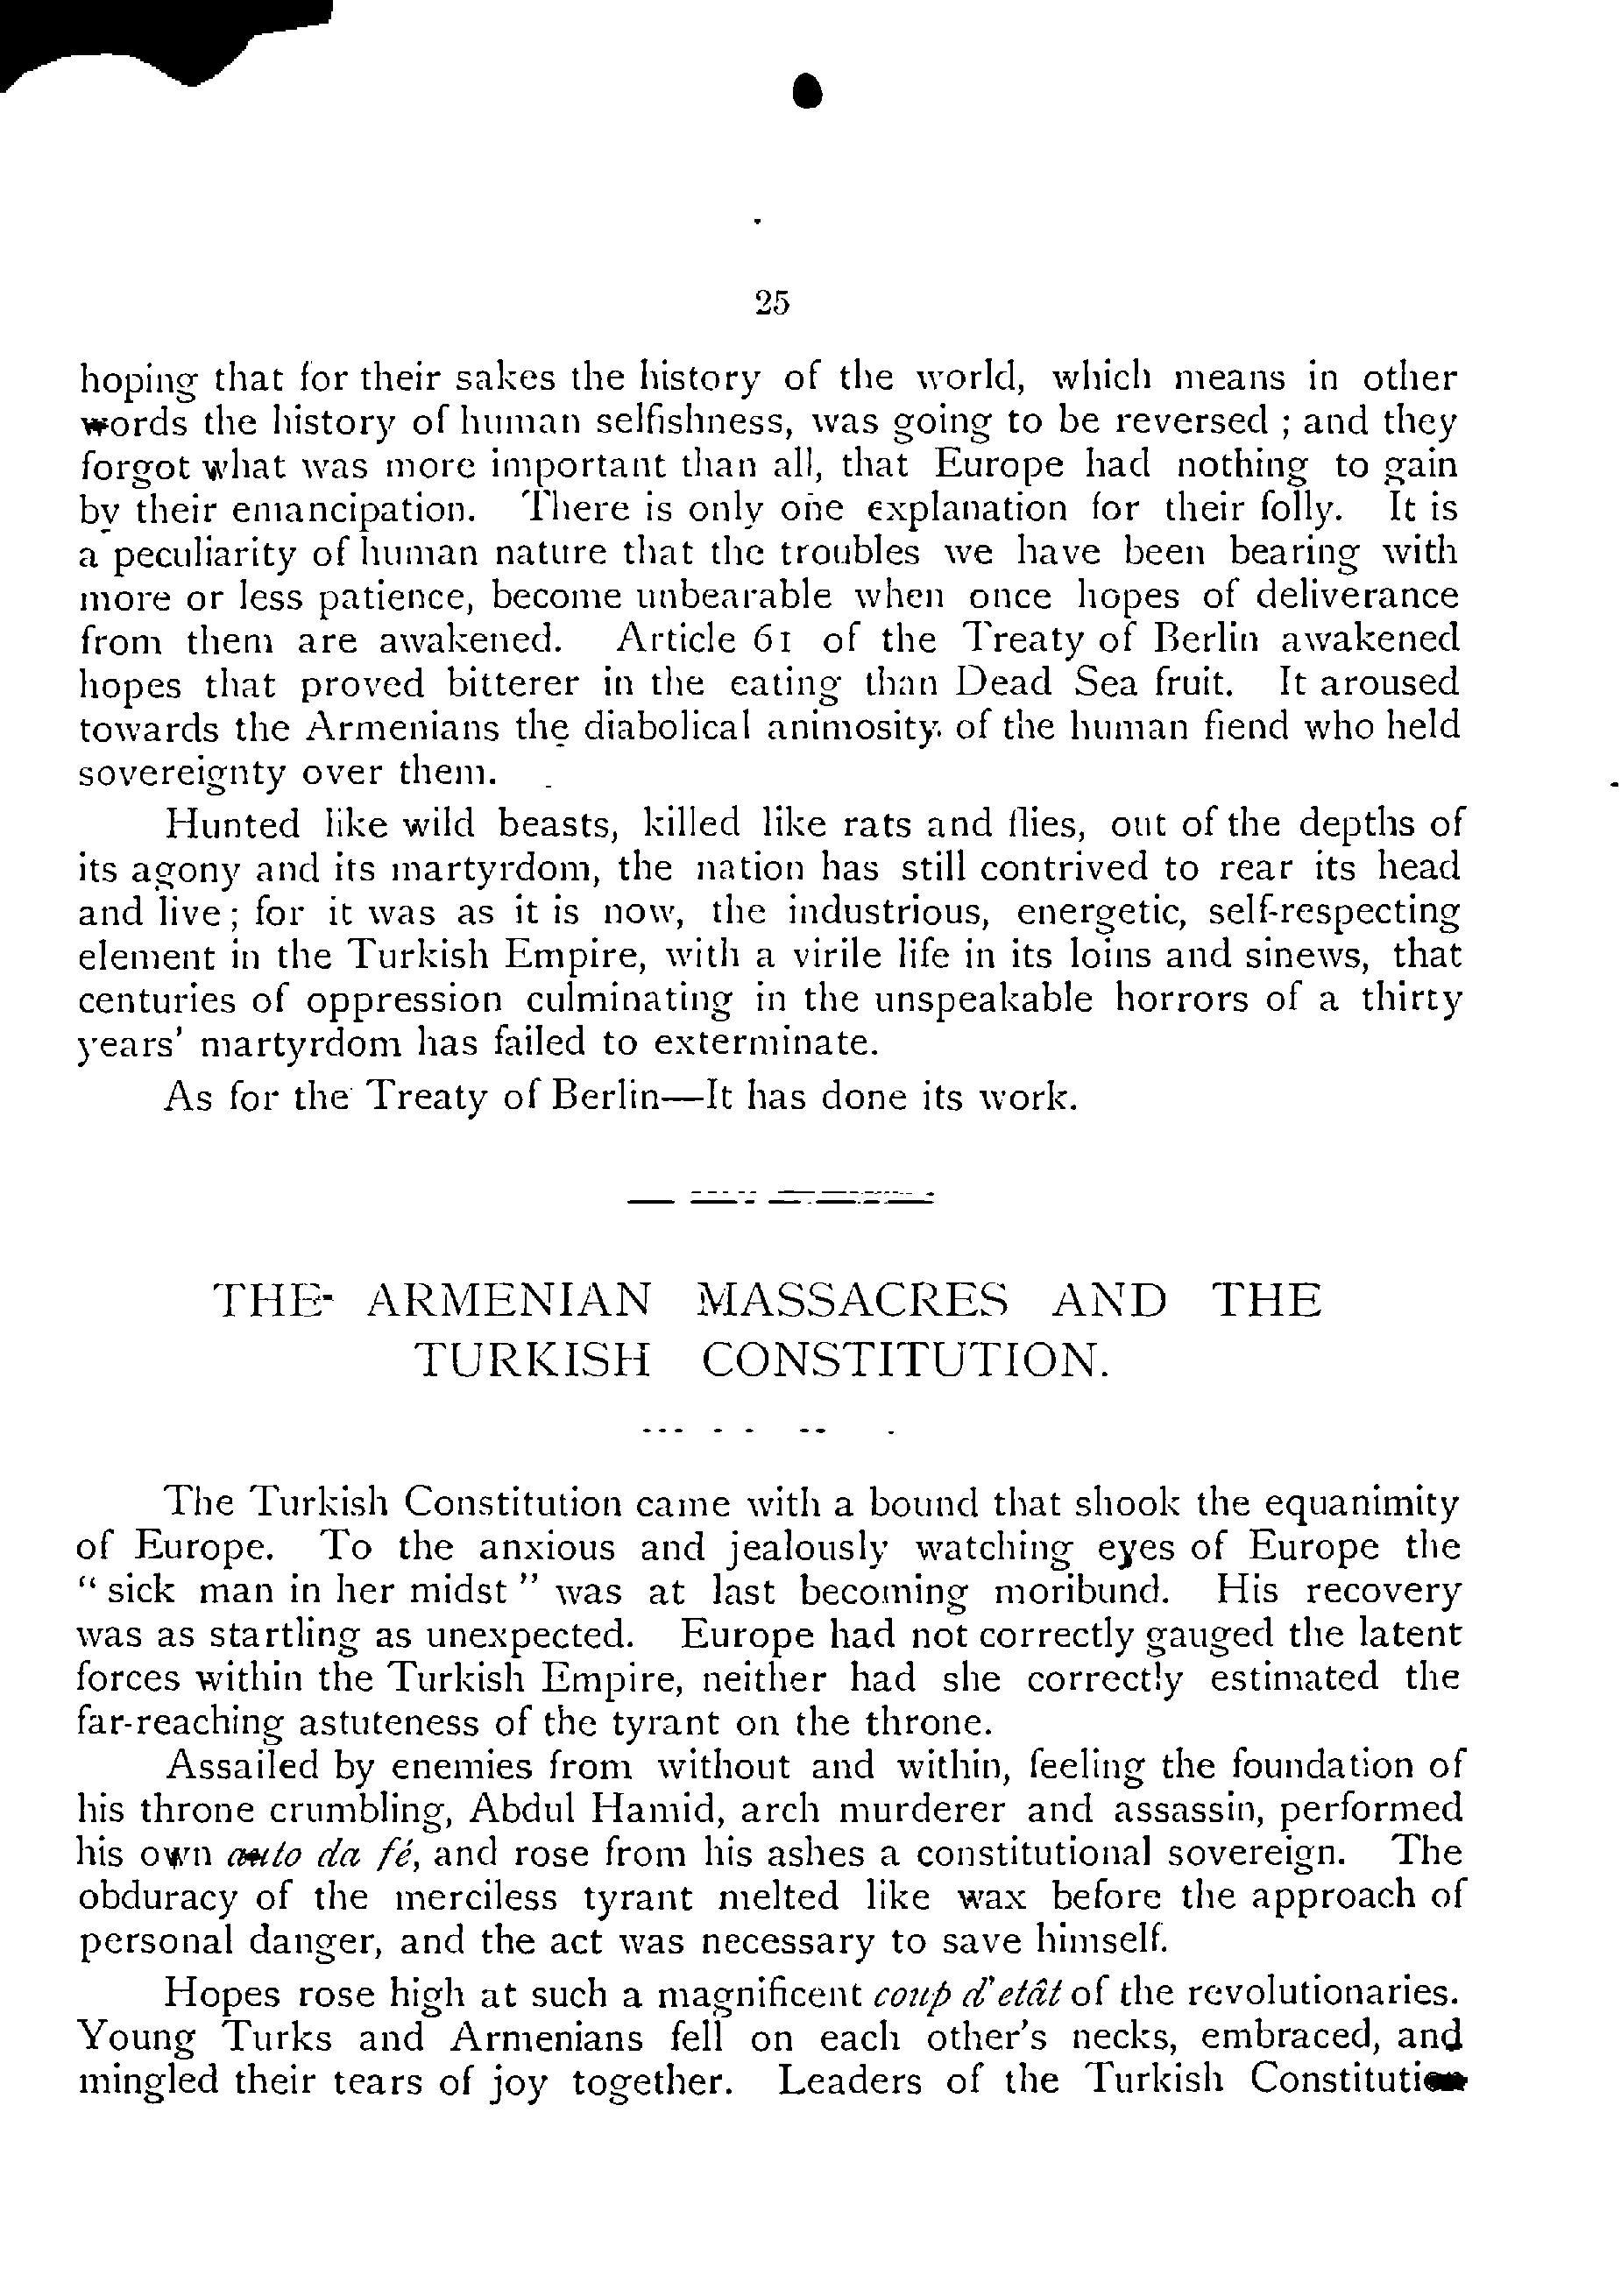 25
hoping that for their sakes the history of the world, which means in other
words the history of human selfishness, was going to be reversed ; and they
forgot what was more important than all, that Europe had nothing to gain
by their emancipation. There is only one explanation for their folly. It is
a peculiarity of human nature that the troubles we have been bearing with
more or less patience, become unbearable when once hopes of deliverance
from them are awakened. Article 61 of the Treaty of Berlin awakened
hopes that proved bitterer in the eating than Dead Sea fruit. It aroused
towards the Armenians the diabolical animosity of the human fiend who held
sovereignty over them.
Hunted like wild beasts, killed like rats and flies, out of the depths of
its agony and its martyrdom, the nation has still contrived to rear its head
and live ; for it was as it is now, the industrious, energetic, self-respecting
element in the Turkish Empire, with a virile life in its loins and sinews, that
centuries of oppression culminating in the unspeakable horrors of a thirty
years' martyrdom has failed to exterminate.
As for the Treaty of Berlin—It has done its work.
THE ARMENIAN MASSACRES AND THE
TURKISH CONSTITUTION.
The Turkish Constitution came with a bound that shook the equanimity
of Europe. To the anxious and jealously watching eyes of Europe the
" sick man in her midst " was at last becoming moribund. His recovery
was as startling as unexpected. Europe had not correctly gauged the latent
forces within the Turkish Empire, neither had she correctly estimated the
far-reaching astuteness of the tyrant on the throne.
Assailed by enemies from without and within, feeling the foundation of
his throne crumbling, Abdul Hamid, arch murderer and assassin, performed
his own auto da fé, and rose from his ashes a constitutional sovereign. The
obduracy of the merciless tyrant melted like wax before the approach of
personal danger, and the act was necessary to save himself.
Hopes rose high at such a magnificent coup d'etât of the revolutionaries.
Young Turks and Armenians fell on each other's necks, embraced, and
mingled their tears of joy together. Leaders of the Turkish Constitution